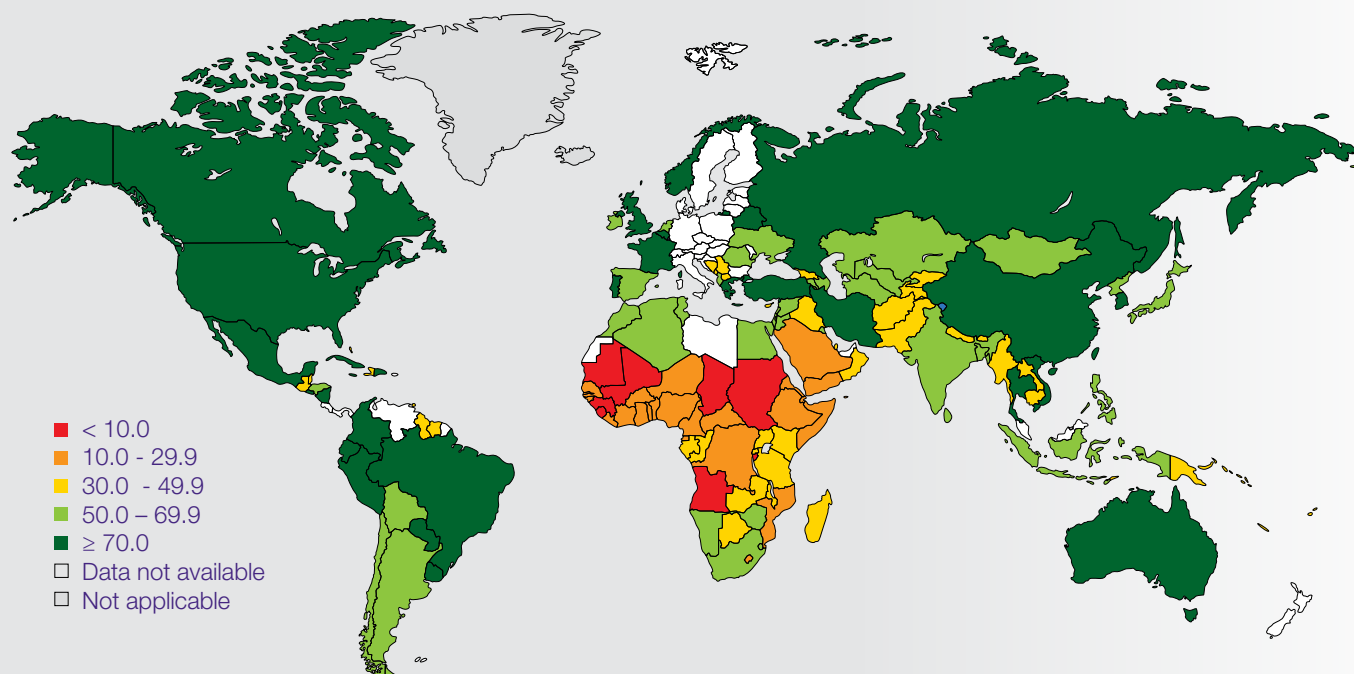 < 10.0
10.0 - 29.9
30.0 - 49.9
50.0 – 69.9
≥ 70.0
Data not available
Not applicable